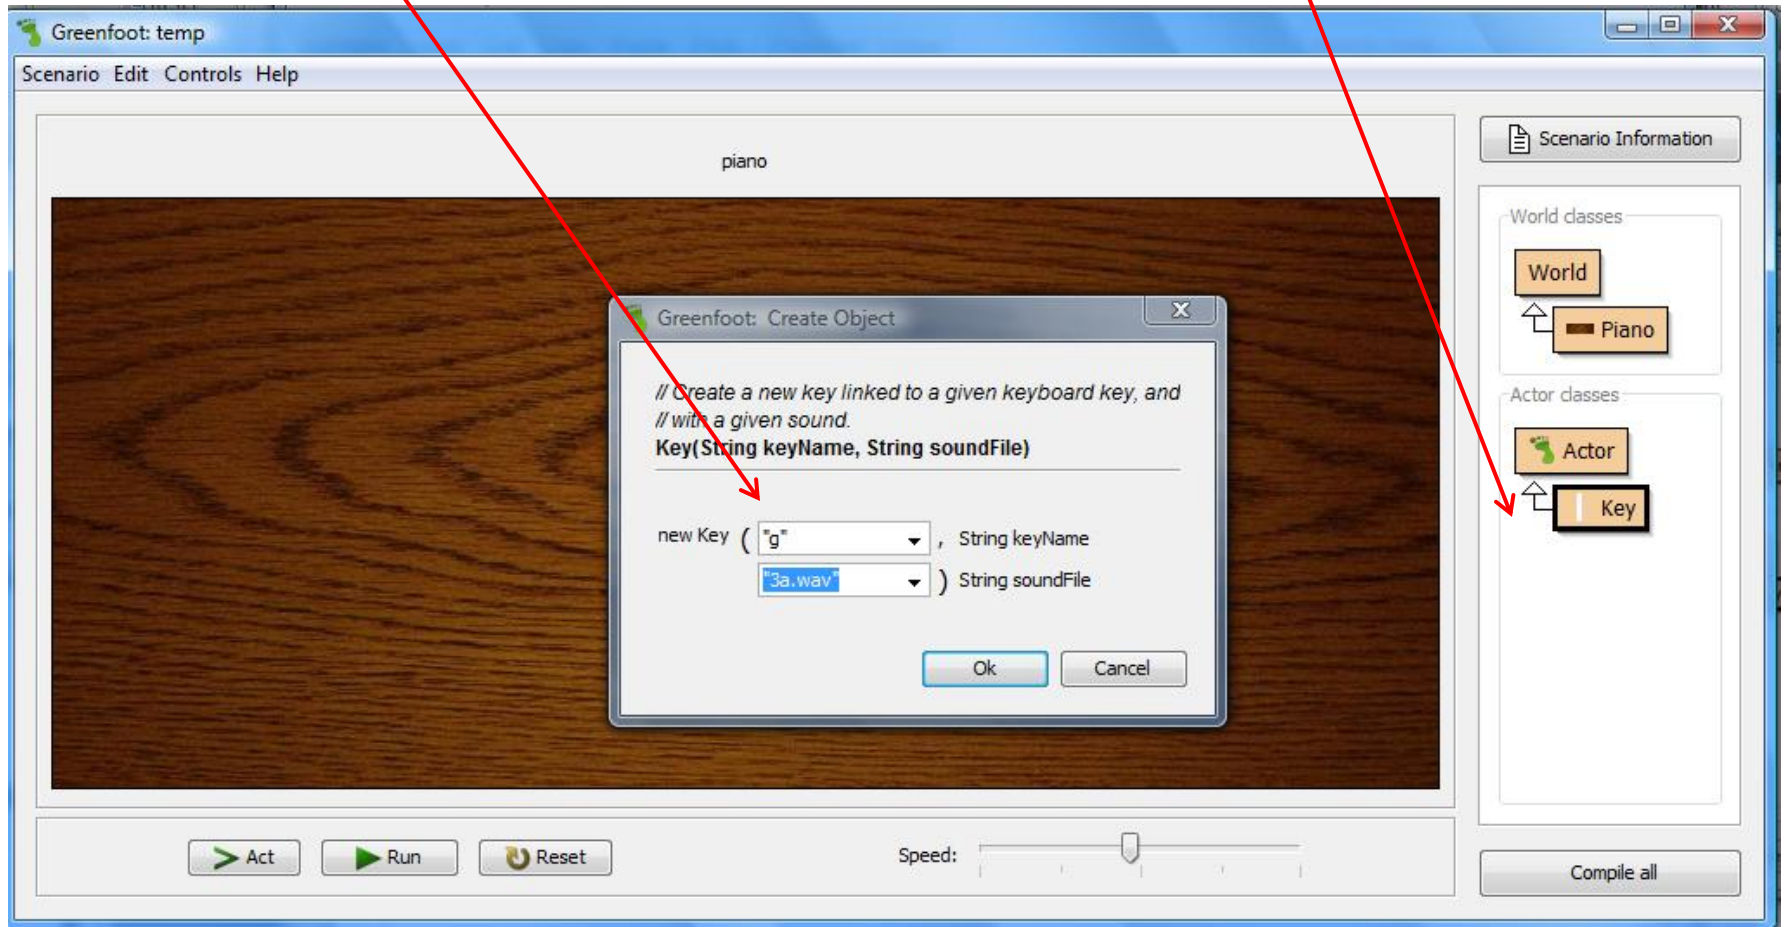 Greenfoot: temp
Scenario Edit Controls Help
piano
Scenario Information
World classes
World
Piano
Actor classes
Actor
Key
Greenfoot: Create Object
// Create a new key linked to a given keyboard key, and
// with a given sound.
Key(String keyName, String soundFile)
new Key ( "g" , String keyName
"3a.wav" ) String soundFile
Ok Cancel
Act Run Reset Speed:
Compile all